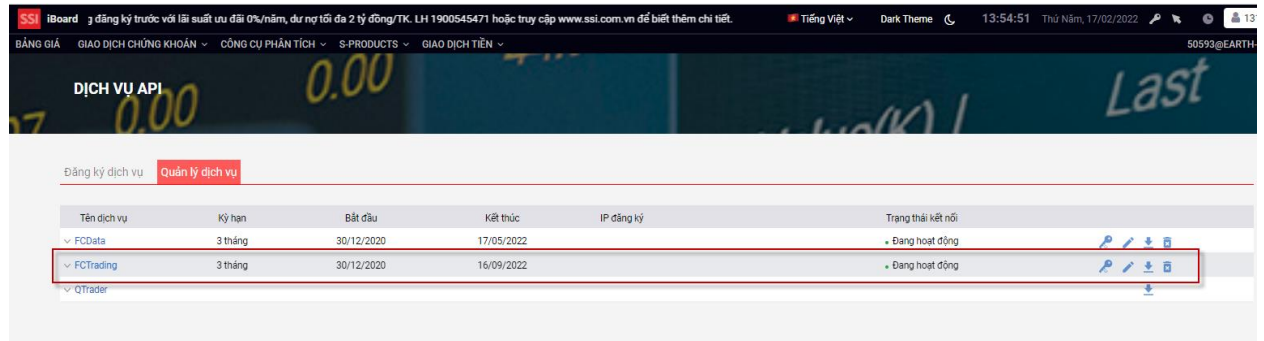 SSI iBoard g đăng ký trước với lãi suất ưu đãi 0%/năm, dư nợ tối đa 2 tỷ đồng/TK. LH 1900545471 hoặc truy cập www.ssi.com.vn để biết thêm chi tiết. Tiếng Việt Dark Theme 13:54:51 Thứ Năm, 17/02/2022 13
BẢNG GIÁ GIAO DỊCH CHỨNG KHOÁN CÔNG CỤ PHÂN TÍCH S-PRODUCTS GIAO DỊCH TIỀN 50593@EARTH-
DỊCH VỤ API
0.00
0.00
Last
Đăng ký dịch vụ Quản lý dịch vụ
Tên dịch vụ Kỳ hạn Bắt đầu Kết thúc IP đăng ký Trạng thái kết nối
FCData 3 tháng 30/12/2020 17/05/2022 Đang hoạt động
FCTrading 3 tháng 30/12/2020 16/09/2022 Đang hoạt động
QTrader